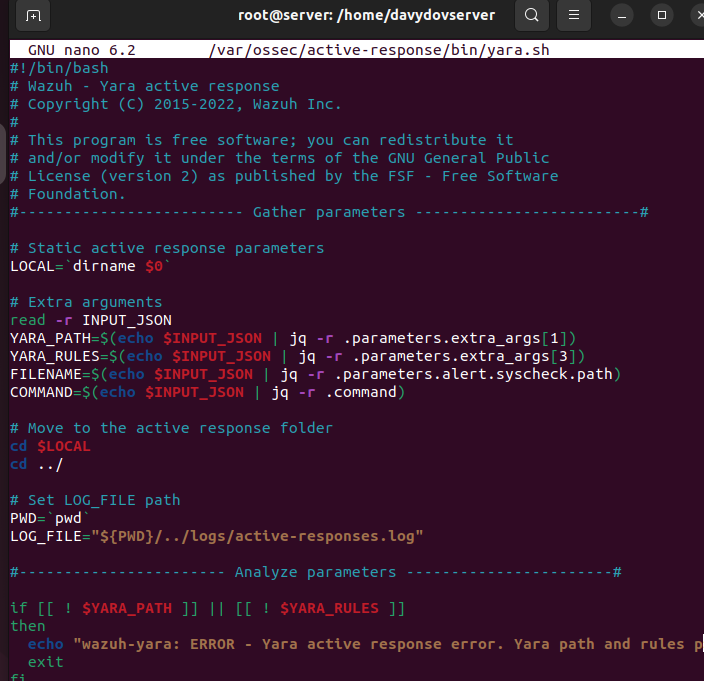 root@server: /home/davydovserver
GNU nano 6.2 /var/ossec/active-response/bin/yara.sh
#!/bin/bash
# Wazuh - Yara active response
# Copyright (C) 2015-2022, Wazuh Inc.
#
# This program is free software; you can redistribute it
# and/or modify it under the terms of the GNU General Public
# License (version 2) as published by the FSF - Free Software
# Foundation.
#------------------------- Gather parameters -------------------------#
# Static active response parameters
LOCAL=`dirname $0`
# Extra arguments
read -r INPUT_JSON
YARA_PATH=$(echo $INPUT_JSON | jq -r .parameters.extra_args[1])
YARA_RULES=$(echo $INPUT_JSON | jq -r .parameters.extra_args[3])
FILENAME=$(echo $INPUT_JSON | jq -r .parameters.alert.syscheck.path)
COMMAND=$(echo $INPUT_JSON | jq -r .command)
# Move to the active response folder
cd $LOCAL
cd ../
# Set LOG_FILE path
PWD=`pwd`
LOG_FILE="${PWD}/../logs/active-responses.log"
#----------------------- Analyze parameters -----------------------#
if [[ ! $YARA_PATH ]] || [[ ! $YARA_RULES ]]
then
echo "wazuh-yara: ERROR - Yara active response error. Yara path and rules p
exit
fi